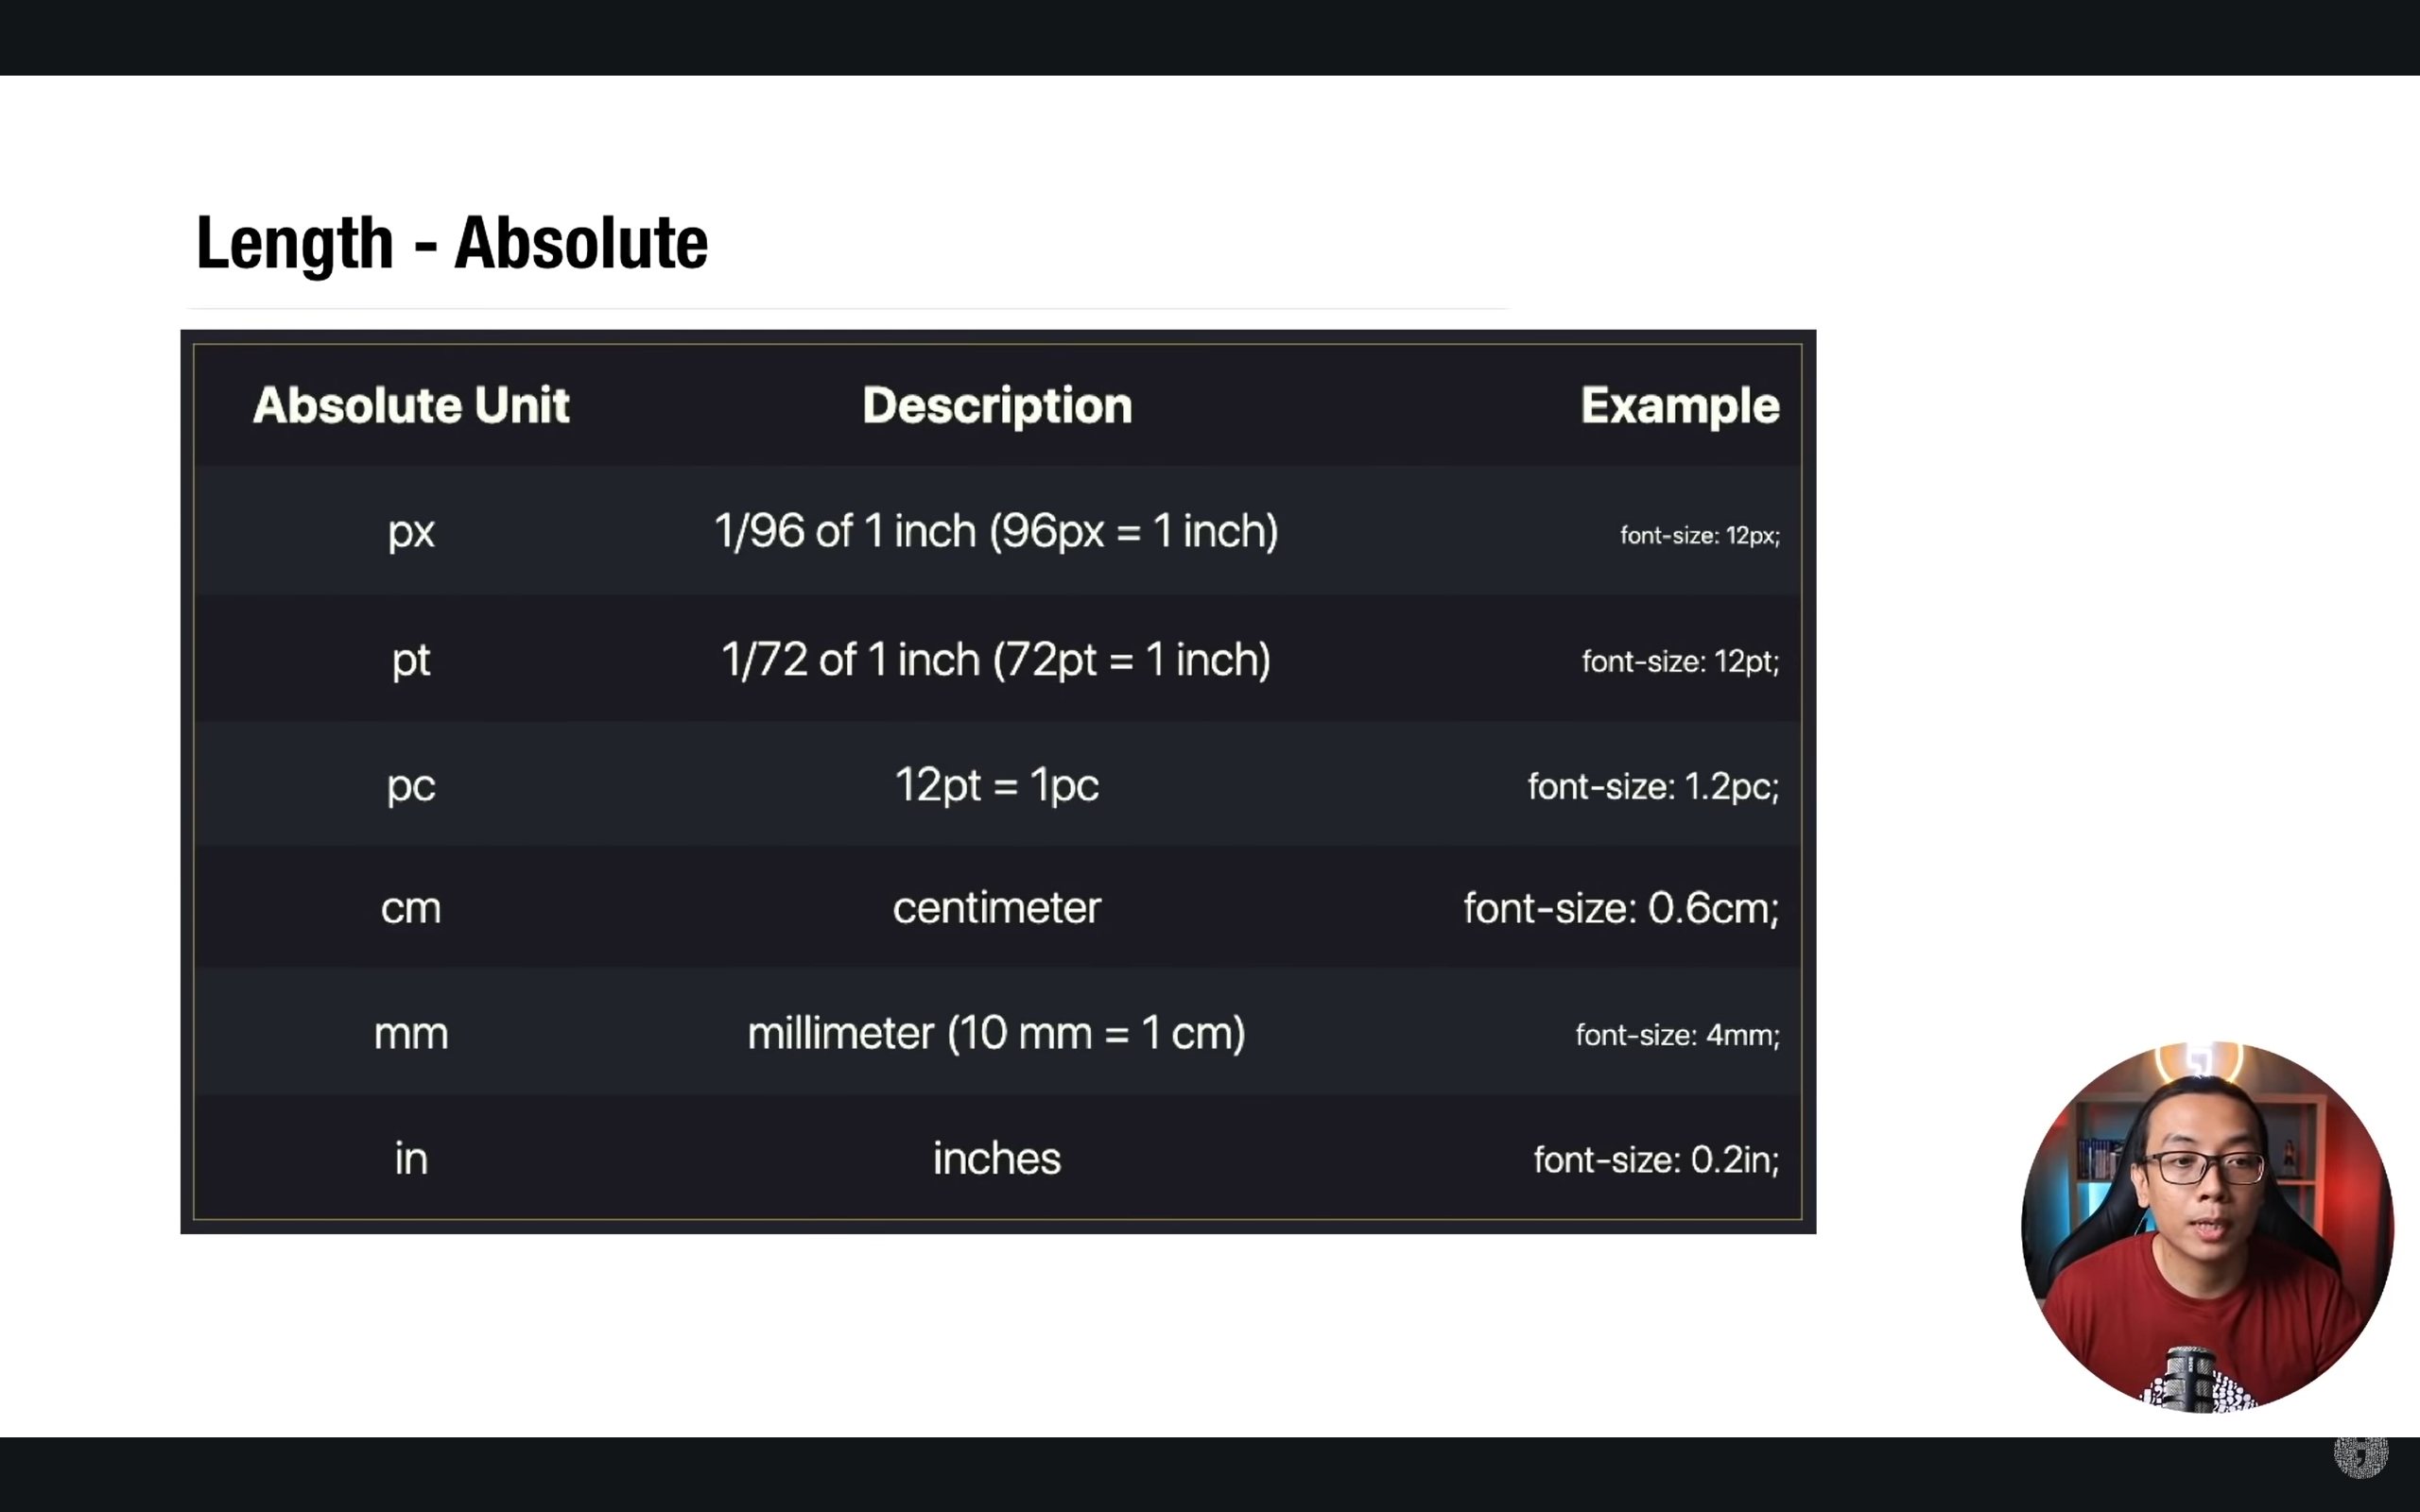 Length - Absolute
Absolute Unit Description Example
px 1/96 of 1 inch (96px = 1 inch) font-size: 12px;
pt 1/72 of 1 inch (72pt = 1 inch) font-size: 12pt;
pc 12pt = 1pc font-size: 1.2pc;
cm centimeter font-size: 0.6cm;
mm millimeter (10 mm = 1 cm) font-size: 4mm;
in inches font-size: 0.2in;